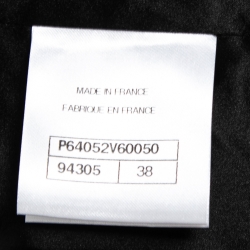 MADE IN FRANCE
FABRIQUE EN FRANCE
P64052V60050
94305 38